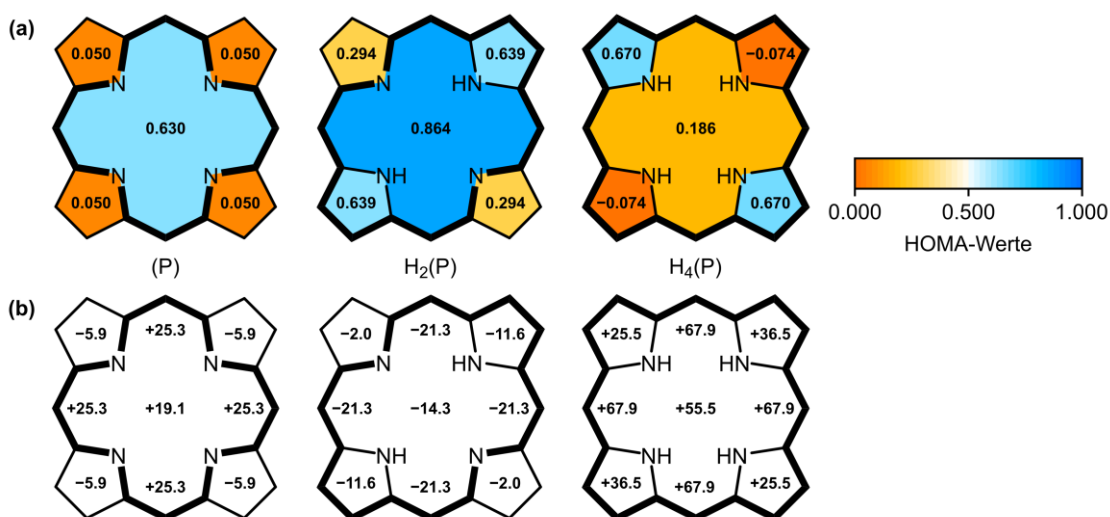 (a)
0.050 0.050 0.294 0.639 0.670 −0.074
N N N HN NH HN
0.630 0.864 0.186
N N NH N NH HN
0.050 0.050 0.639 0.294 −0.074 0.670
0.000 0.500 1.000
HOMA-Werte
(P) H₂(P) H₄(P)
(b)
−5.9 +25.3 −5.9 −2.0 −21.3 −11.6 +25.5 +67.9 +36.5
N N N HN NH HN
+25.3 +19.1 +25.3 −21.3 −14.3 −21.3 +67.9 +55.5 +67.9
N N NH N NH HN
−5.9 +25.3 −5.9 −11.6 −21.3 −2.0 +36.5 +67.9 +25.5